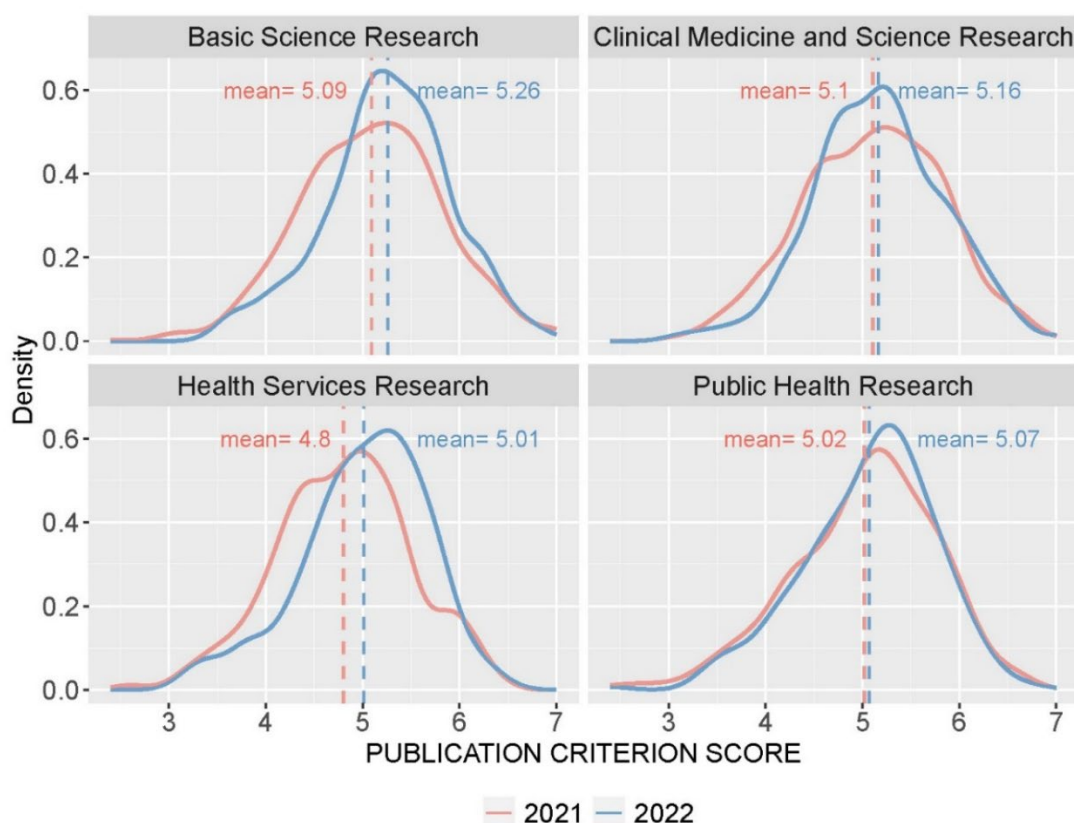 Basic Science Research
Clinical Medicine and Science Research
mean= 5.09
mean= 5.26
mean= 5.1
mean= 5.16
0.6
0.4
0.2
0.0
Health Services Research
Public Health Research
mean= 4.8
mean= 5.01
mean= 5.02
mean= 5.07
0.6
0.4
0.2
0.0
Density
3 4 5 6 7
3 4 5 6 7
PUBLICATION CRITERION SCORE
2021 2022